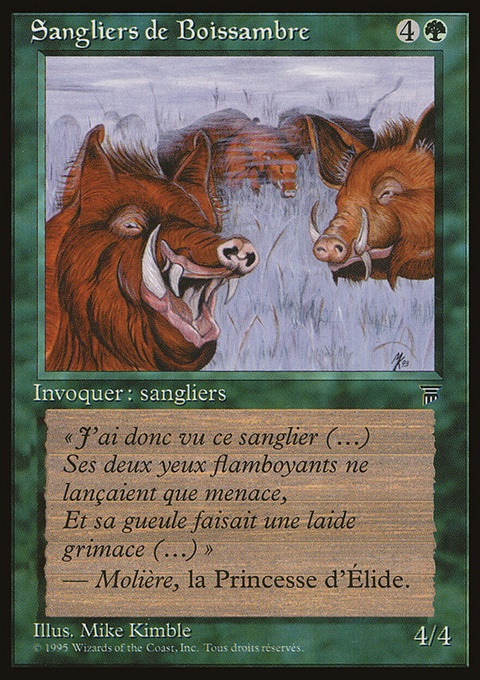 Sangliers de Boissambre 4
Invoquer : sangliers
« J'ai donc vu ce sanglier (…)
Ses deux yeux flamboyants ne
lançaient que menace,
Et sa gueule faisait une laide
grimace (…) »
— Molière, la Princesse d'Élide.
Illus. Mike Kimble
4/4
© 1995 Wizards of the Coast, Inc. Tous droits réservés.